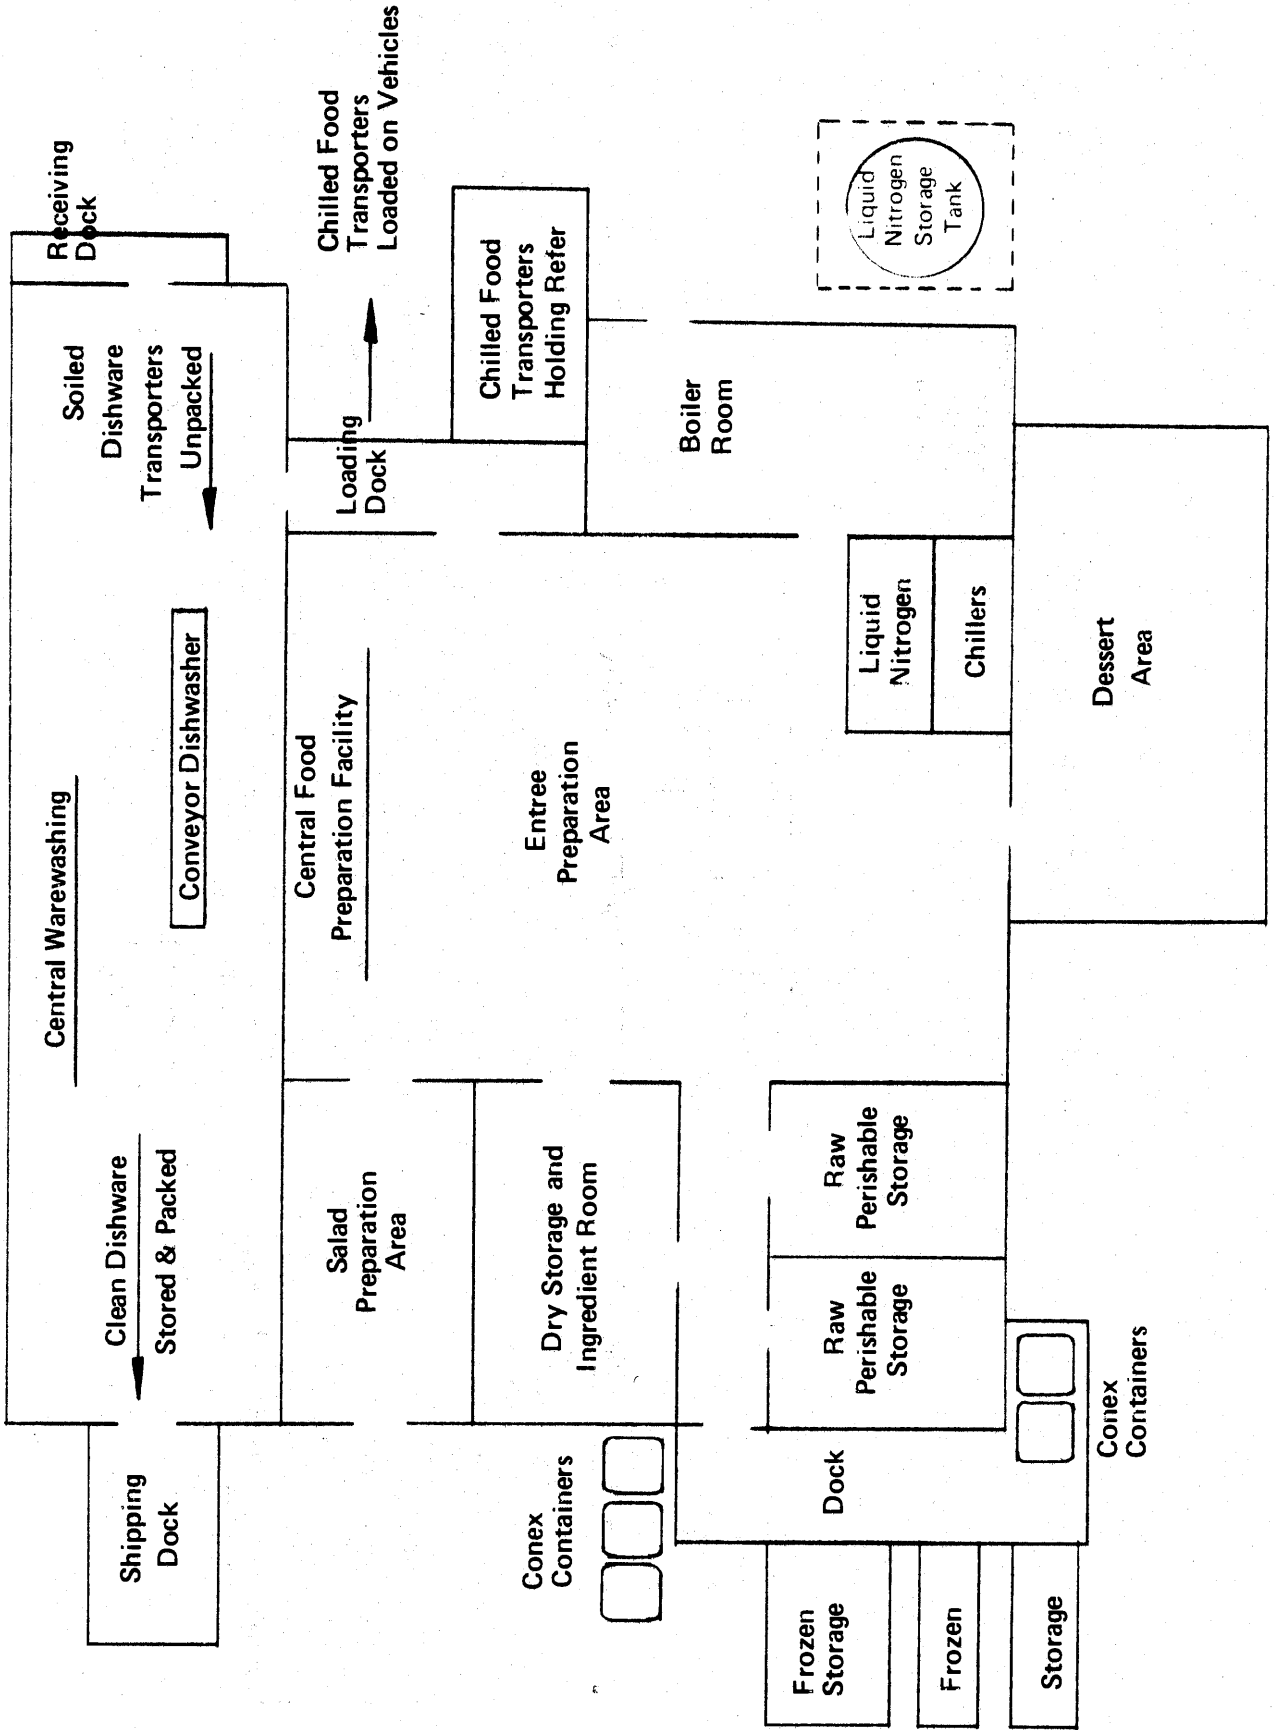 Central Warewashing
Shipping
Dock
Clean Dishware
Stored & Packed
Conveyor Dishwasher
Soiled
Dishware
Transporters
Unpacked
Receiving
Dock
Salad
Preparation
Area
Central Food
Preparation Facility
Loading
Dock
Chilled Food
Transporters
Loaded on Vehicles
Conex
Containers
Dry Storage and
Ingredient Room
Entree
Preparation
Area
Chilled Food
Transporters
Holding Refer
Boiler
Room
Frozen
Storage
Dock
Raw
Perishable
Storage
Raw
Perishable
Storage
Liquid
Nitrogen
Chillers
Liquid
Nitrogen
Storage
Tank
Frozen
Storage
Conex
Containers
Dessert
Area